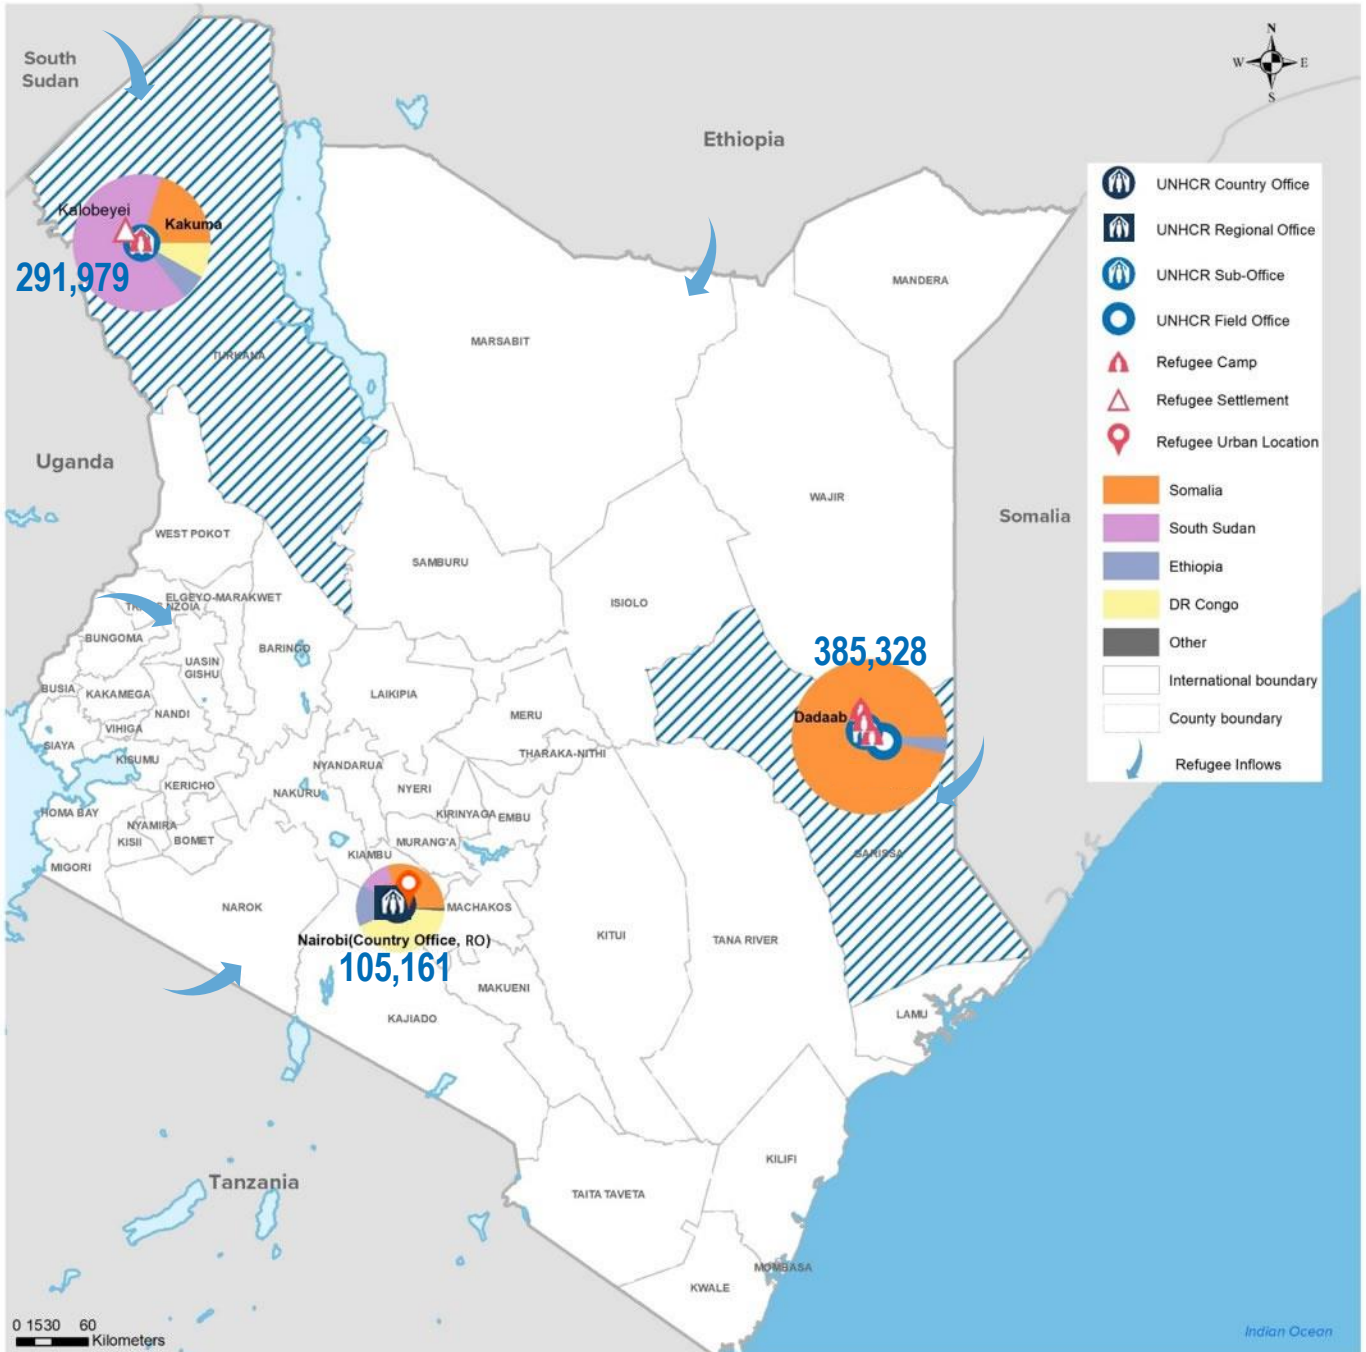 South
Sudan
N
W
E
S
Ethiopia
UNHCR Country Office
UNHCR Regional Office
UNHCR Sub-Office
UNHCR Field Office
Refugee Camp
Refugee Settlement
Refugee Urban Location
Somalia
South Sudan
Ethiopia
DR Congo
Other
International boundary
County boundary
Refugee Inflows
Kalobeyei
Kakuma
291,979
MANDERA
MARSABIT
TURKANA
Uganda
WAJIR
Somalia
WEST POKOT
SAMBURU
ISIOLO
ELGEYO-MARAKWET
TRANS NZOIA
BUNGOMA
BARINGO
UASIN
GISHU
385,328
BUSIA
KAKAMEGA
LAIKIPIA
NANDI
MERU
Dadaab
VIHIGA
SIAYA
KISUMU
THARAKA-NITHI
NYANDARUA
KERICHO
NAKURU
NYERI
HOMA BAY
KIRINYAGA
EMBU
NYAMIRA
KISII
BOMET
MURANG'A
KIAMBU
GARISSA
MIGORI
NAROK
MACHAKOS
Nairobi(Country Office, RO)
KITUI
TANA RIVER
105,161
MAKUENI
KAJIADO
LAMU
Tanzania
KILIFI
TAITA TAVETA
MOMBASA
KWALE
0 1530 60
Kilometers
Indian Ocean